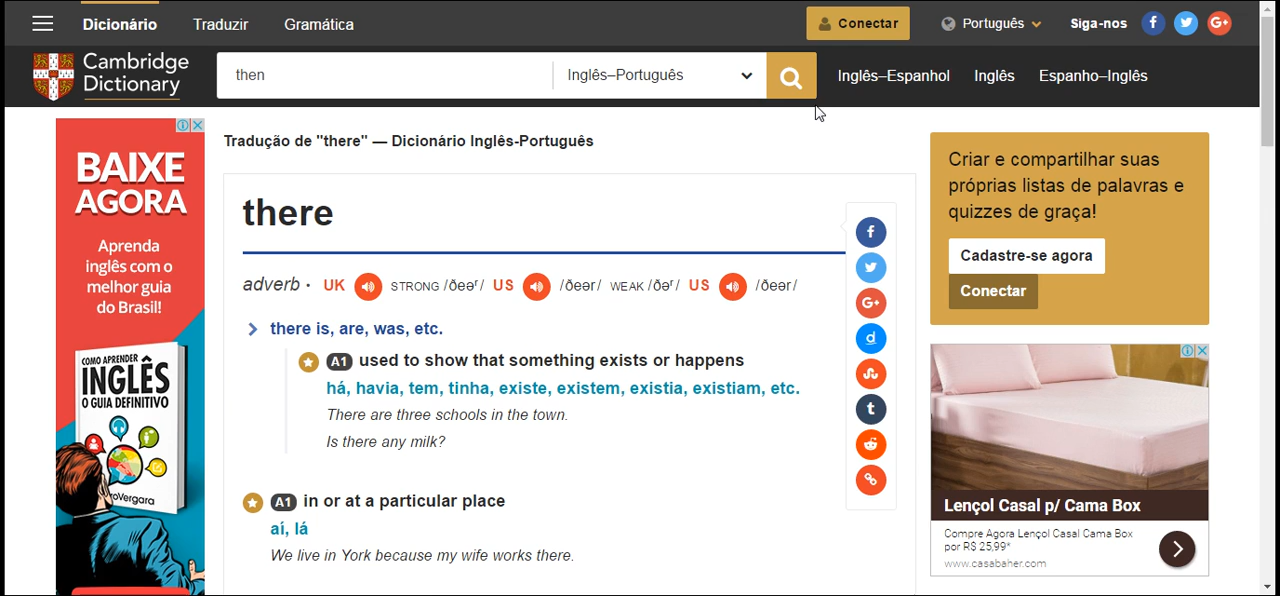 Dicionário Traduzir Gramática Conectar Português Siga-nos
Cambridge
Dictionary
then Inglês–Português Inglês–Espanhol Inglês Espanho–Inglês
BAIXE
AGORA
Aprenda
inglês com o
melhor guia
do Brasil!
COMO APRENDER
INGLÊS
O GUIA DEFINITIVO
Tradução de "there" — Dicionário Inglês-Português
there
adverb · UK STRONG /ðeəʳ/ US /ðeər/ WEAK /ðəʳ/ US /ðeər/
there is, are, was, etc.
A1 used to show that something exists or happens
há, havia, tem, tinha, existe, existem, existia, existiam, etc.
There are three schools in the town.
Is there any milk?
A1 in or at a particular place
aí, lá
We live in York because my wife works there.
Criar e compartilhar suas
próprias listas de palavras e
quizzes de graça!
Cadastre-se agora
Conectar
Lençol Casal p/ Cama Box
Compre Agora Lençol Casal Cama Box
por R$ 25,99*
www.casabaher.com